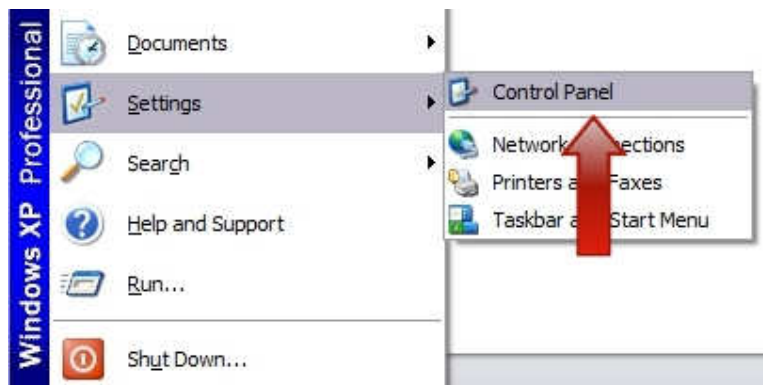 Windows XP Professional
Documents
Settings
Search
Help and Support
Run...
Shut Down...
Control Panel
Network ections
Printers a Faxes
Taskbar a Start Menu